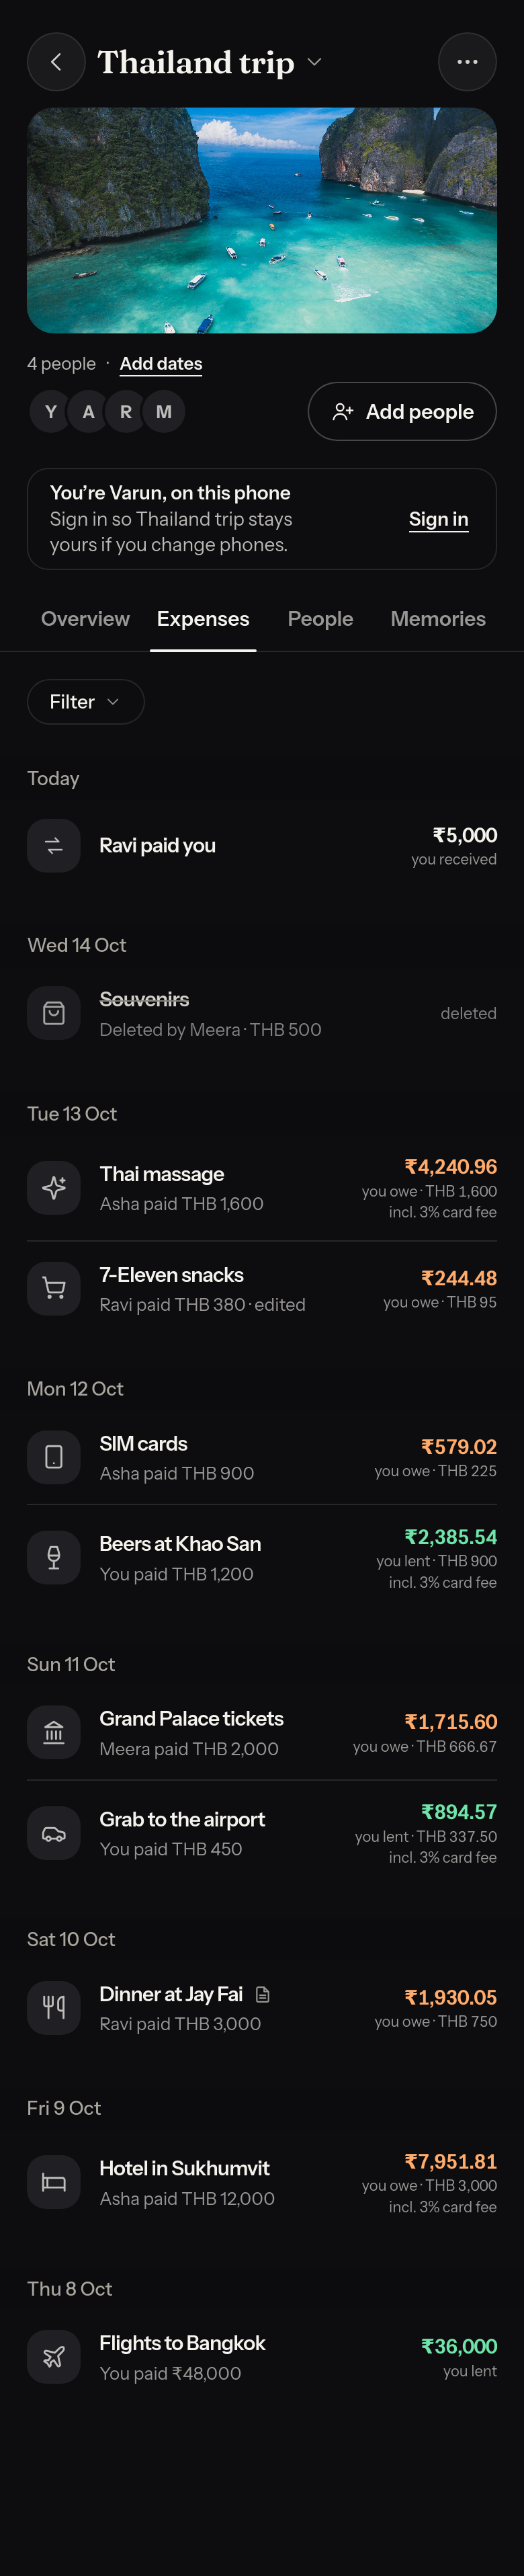 Thailand trip
4 people · Add dates
Y A R M
Add people
You’re Varun, on this phone
Sign in so Thailand trip stays
yours if you change phones.
Sign in
Overview Expenses People Memories
Filter
Today
Ravi paid you
₹5,000
you received
Wed 14 Oct
Souvenirs
Deleted by Meera · THB 500
deleted
Tue 13 Oct
Thai massage
Asha paid THB 1,600
₹4,240.96
you owe · THB 1,600
incl. 3% card fee
7-Eleven snacks
Ravi paid THB 380 · edited
₹244.48
you owe · THB 95
Mon 12 Oct
SIM cards
Asha paid THB 900
₹579.02
you owe · THB 225
Beers at Khao San
You paid THB 1,200
₹2,385.54
you lent · THB 900
incl. 3% card fee
Sun 11 Oct
Grand Palace tickets
Meera paid THB 2,000
₹1,715.60
you owe · THB 666.67
Grab to the airport
You paid THB 450
₹894.57
you lent · THB 337.50
incl. 3% card fee
Sat 10 Oct
Dinner at Jay Fai
Ravi paid THB 3,000
₹1,930.05
you owe · THB 750
Fri 9 Oct
Hotel in Sukhumvit
Asha paid THB 12,000
₹7,951.81
you owe · THB 3,000
incl. 3% card fee
Thu 8 Oct
Flights to Bangkok
You paid ₹48,000
₹36,000
you lent